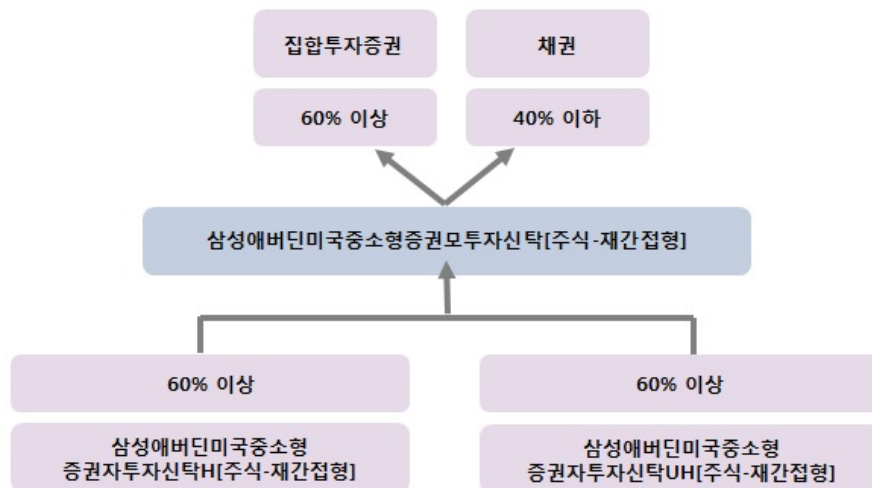 집합투자증권
채권
60% 이상
40% 이하
삼성애버딘미국중소형증권모투자신탁[주식-재간접형]
60% 이상
60% 이상
삼성애버딘미국중소형
증권자투자신탁H[주식-재간접형]
삼성애버딘미국중소형
증권자투자신탁UH[주식-재간접형]